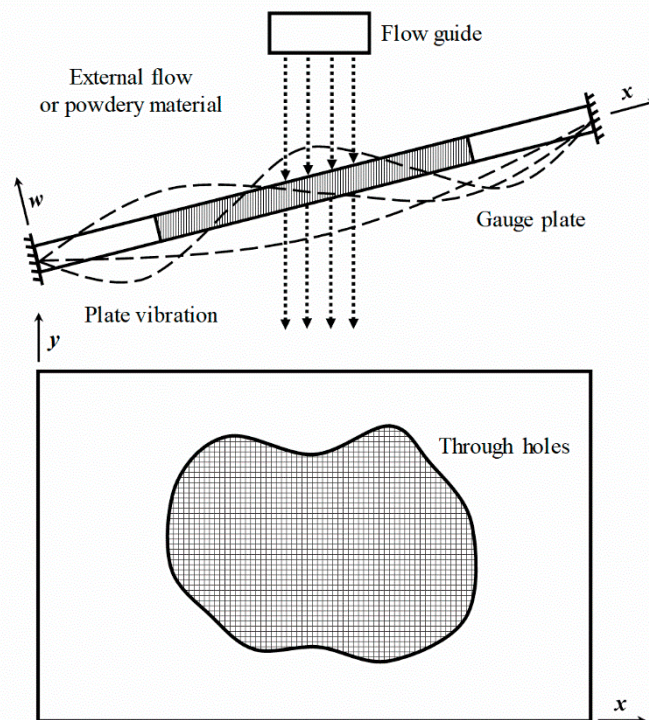 Flow guide
External flow
or powdery material
x
w
Gauge plate
Plate vibration
y
Through holes
x